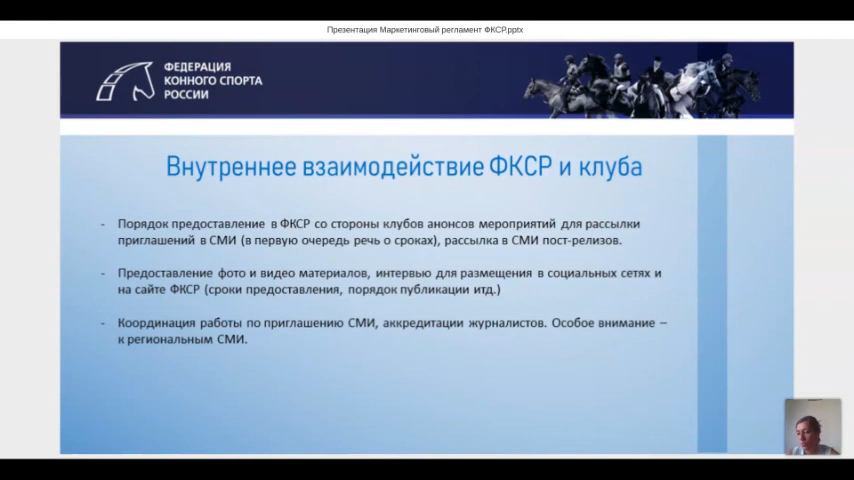 Презентация Маркетинговый регламент ФКСР.pptx
ФЕДЕРАЦИЯ
КОННОГО СПОРТА
РОССИИ
Внутреннее взаимодействие ФКСР и клуба
- Порядок предоставление в ФКСР со стороны клубов анонсов мероприятий для рассылки
приглашений в СМИ (в первую очередь речь о сроках), рассылка в СМИ пост-релизов.
- Предоставление фото и видео материалов, интервью для размещения в социальных сетях и
на сайте ФКСР (сроки предоставления, порядок публикации итд.)
- Координация работы по приглашению СМИ, аккредитации журналистов. Особое внимание –
к региональным СМИ.